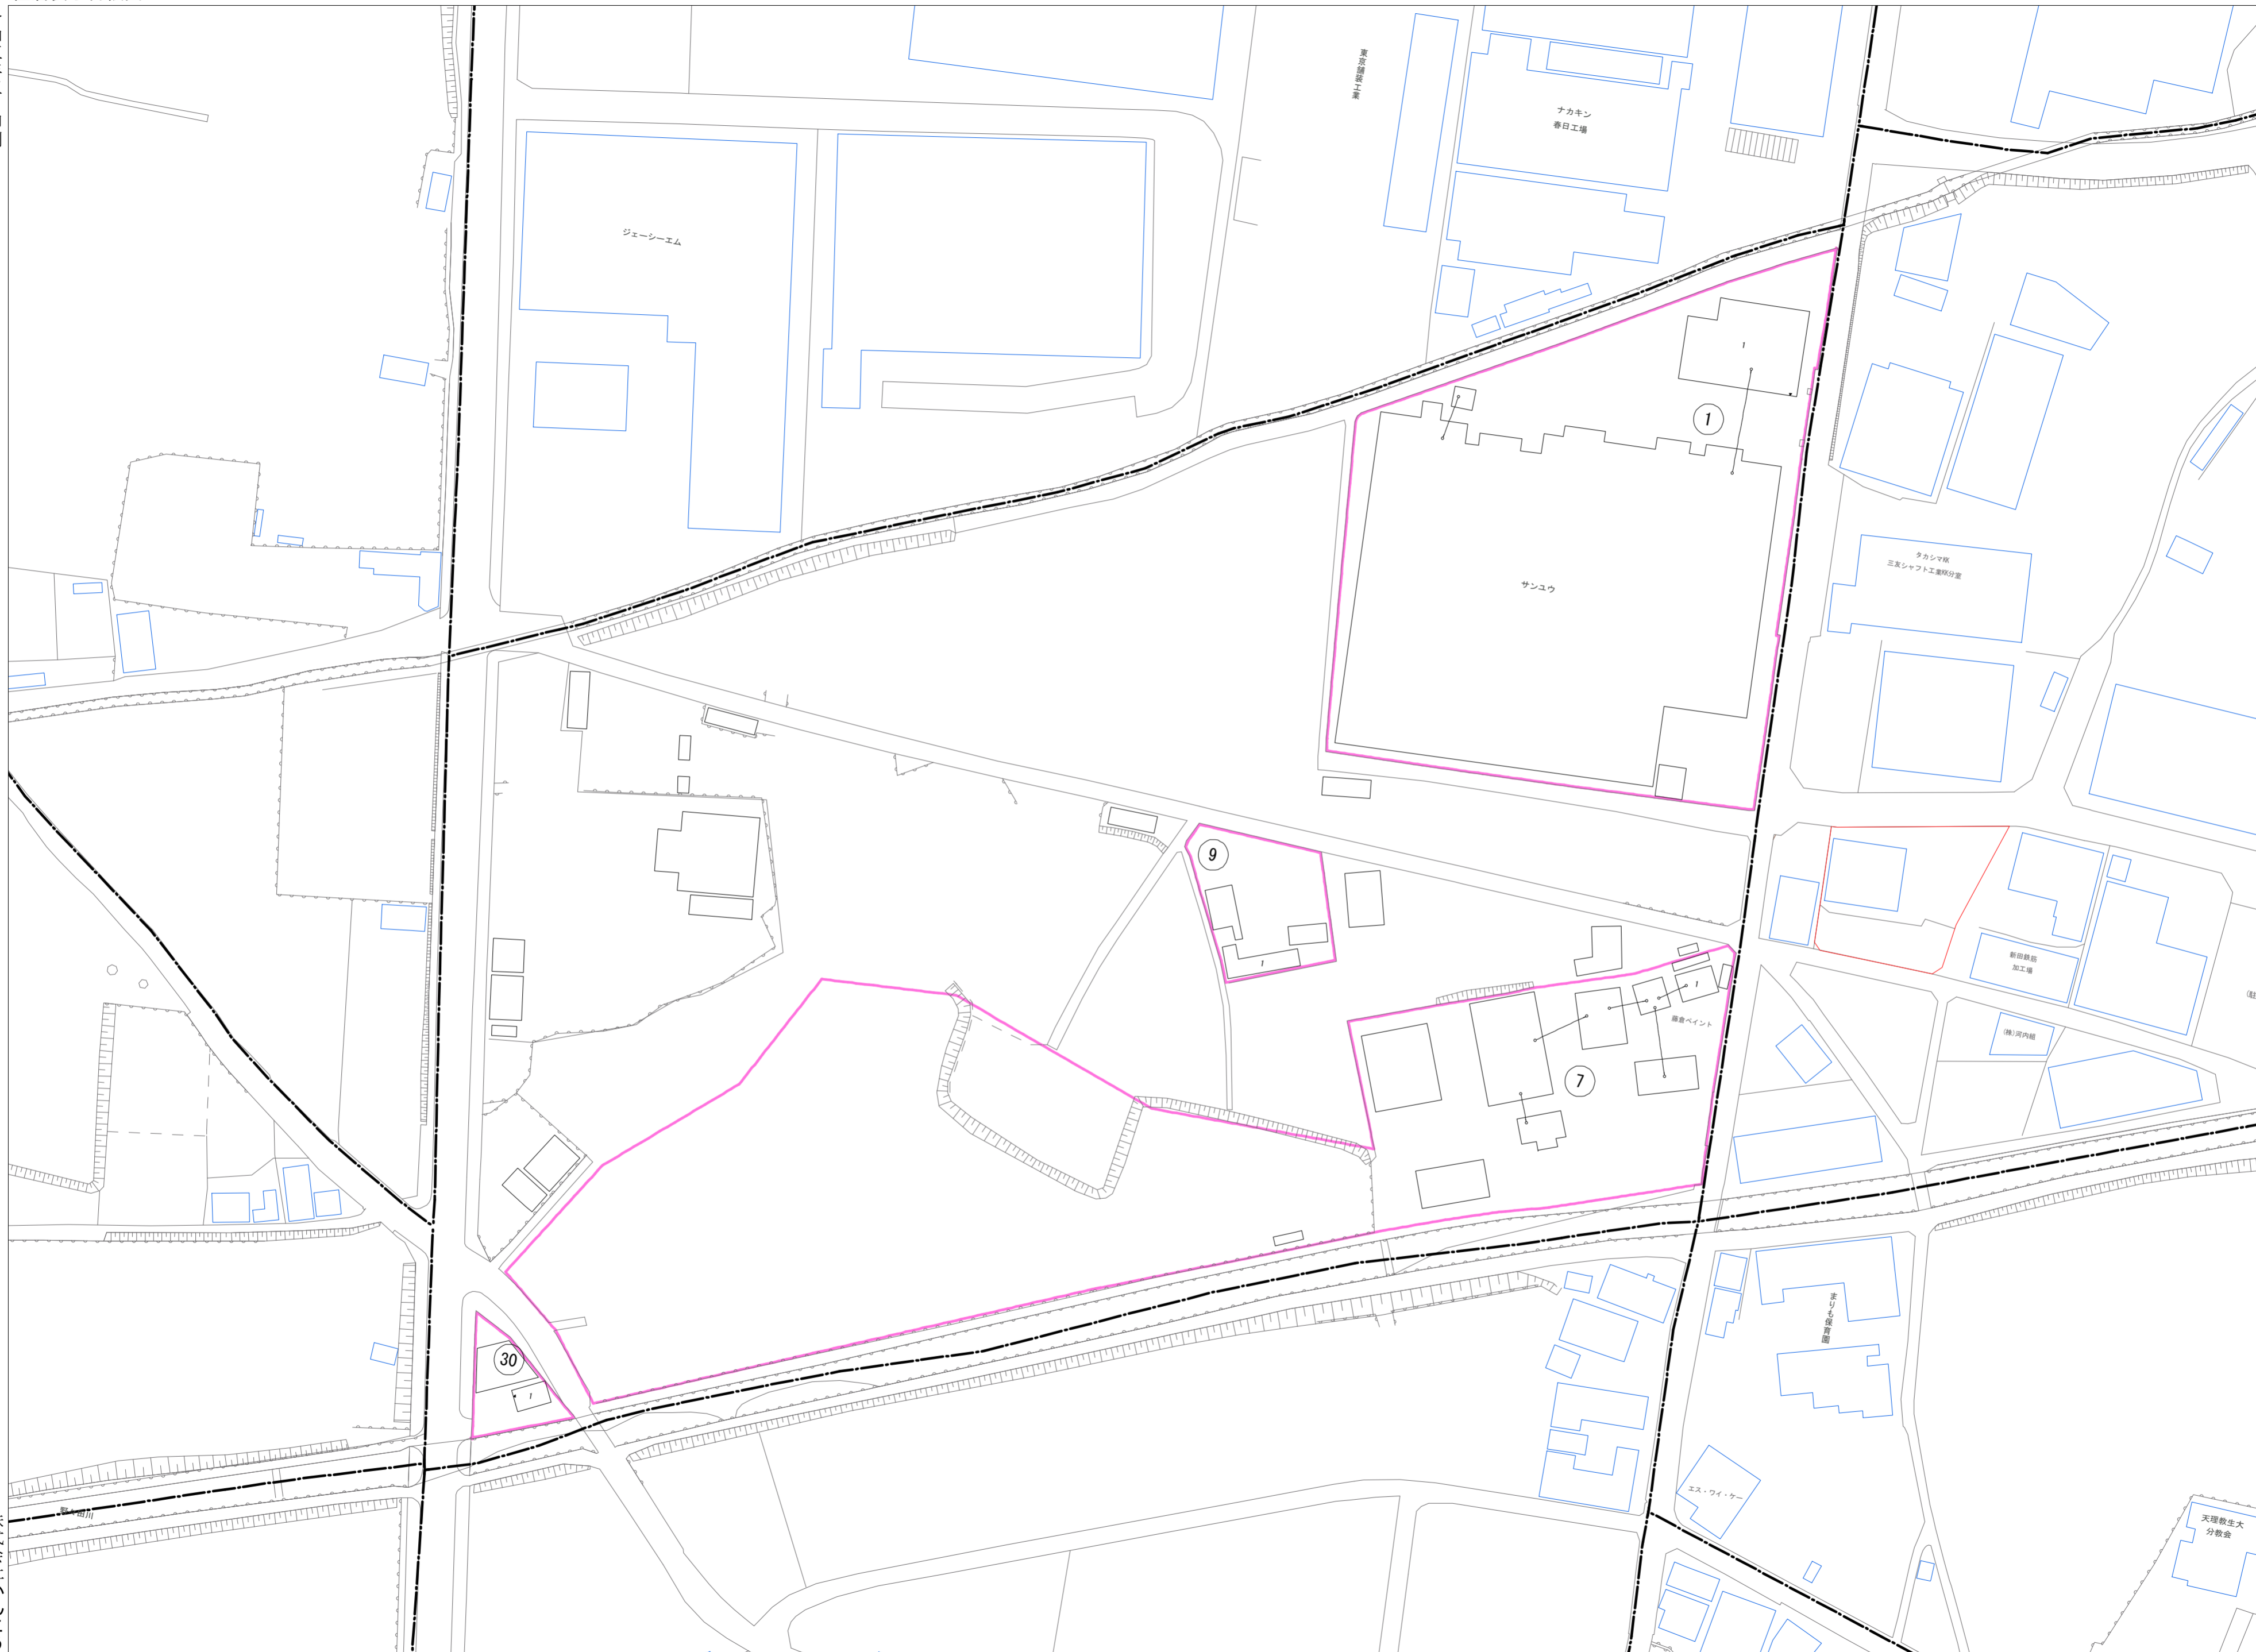 東京舗装工業
ナカキン
春日工場
ジェーシーエム
1
1
サンユウ
タカシマ㈱
三友シャフト工業㈱分室
9
1
新田鉄筋
加工場
1
藤倉ペイント
(株)河内組
7
まりも保育園
30
1
エス・ワイ・ケー
天理教生大
分教会